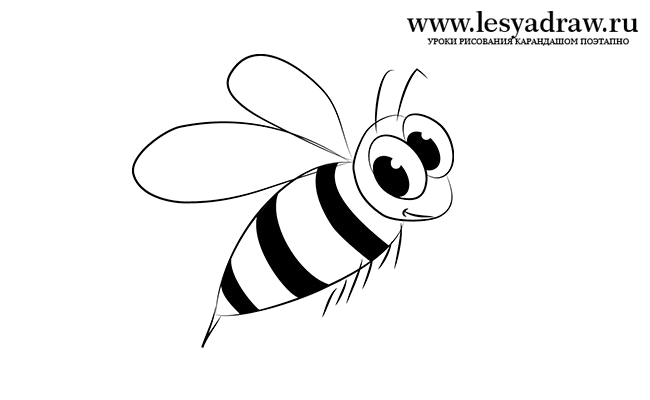 www.lesyadraw.ru
УРОКИ РИСОВАНИЯ КАРАНДАШОМ ПОЭТАПНО